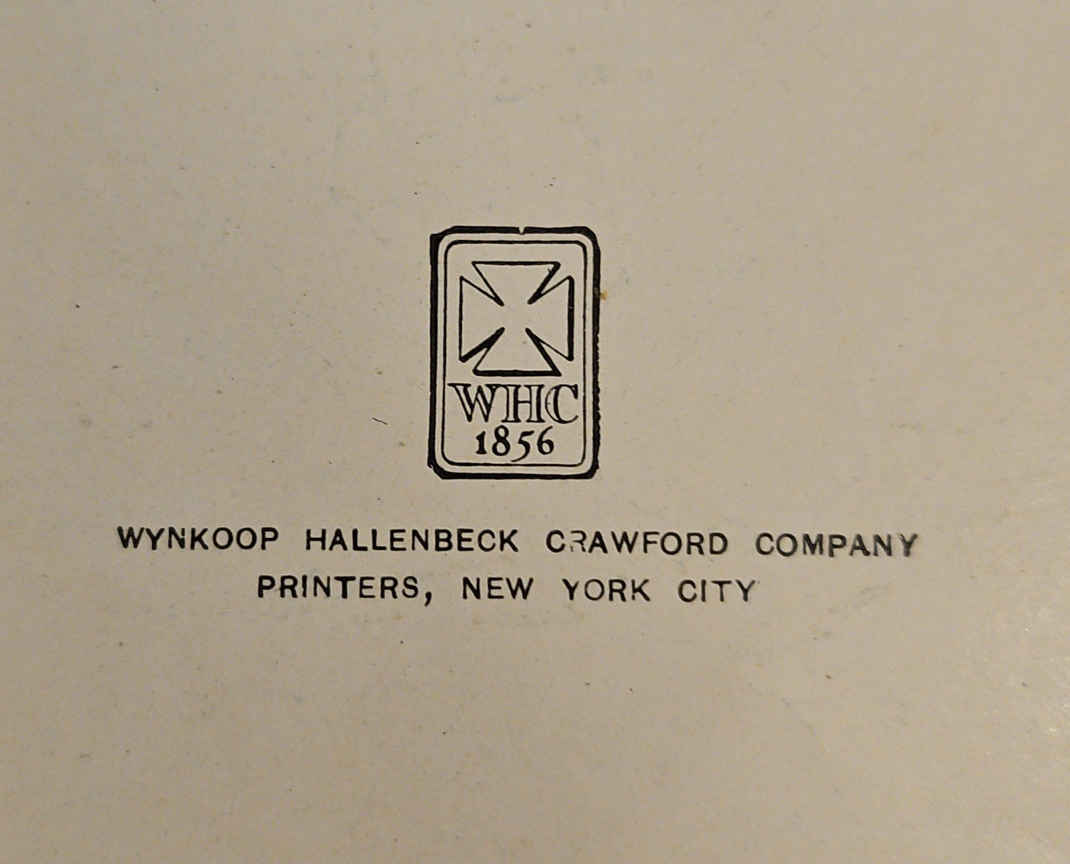 WHC
1856
WYNKOOP HALLENBECK CRAWFORD COMPANY
PRINTERS, NEW YORK CITY